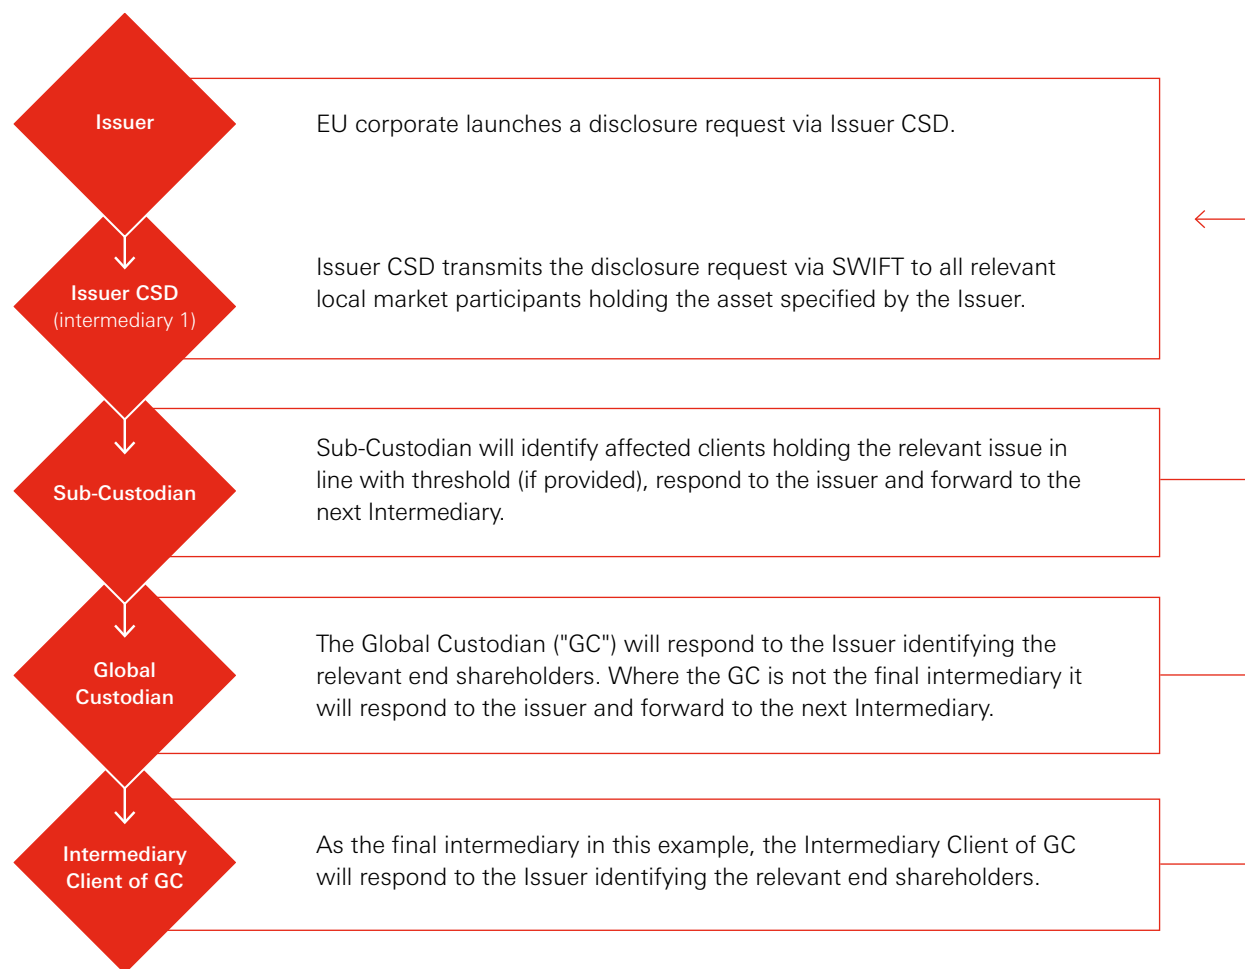 Issuer
EU corporate launches a disclosure request via Issuer CSD.
Issuer CSD
(intermediary 1)
Issuer CSD transmits the disclosure request via SWIFT to all relevant
local market participants holding the asset specified by the Issuer.
Sub-Custodian
Sub-Custodian will identify affected clients holding the relevant issue in
line with threshold (if provided), respond to the issuer and forward to the
next Intermediary.
Global
Custodian
The Global Custodian ("GC") will respond to the Issuer identifying the
relevant end shareholders. Where the GC is not the final intermediary it
will respond to the issuer and forward to the next Intermediary.
Intermediary
Client of GC
As the final intermediary in this example, the Intermediary Client of GC
will respond to the Issuer identifying the relevant end shareholders.